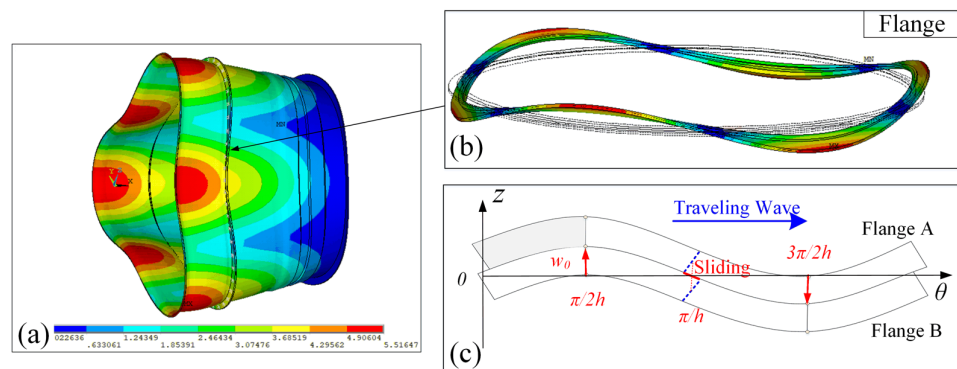 Flange
MN
MN
MX
(b)
Y
X
(a)
022636 1.24349 2.46434 3.68519 4.90604
.633061 1.85391 3.07476 4.29562 5.51647
z
Traveling Wave
Flange A
w₀
Sliding
3π/2h
0
π/2h
π/h
θ
Flange B
(c)